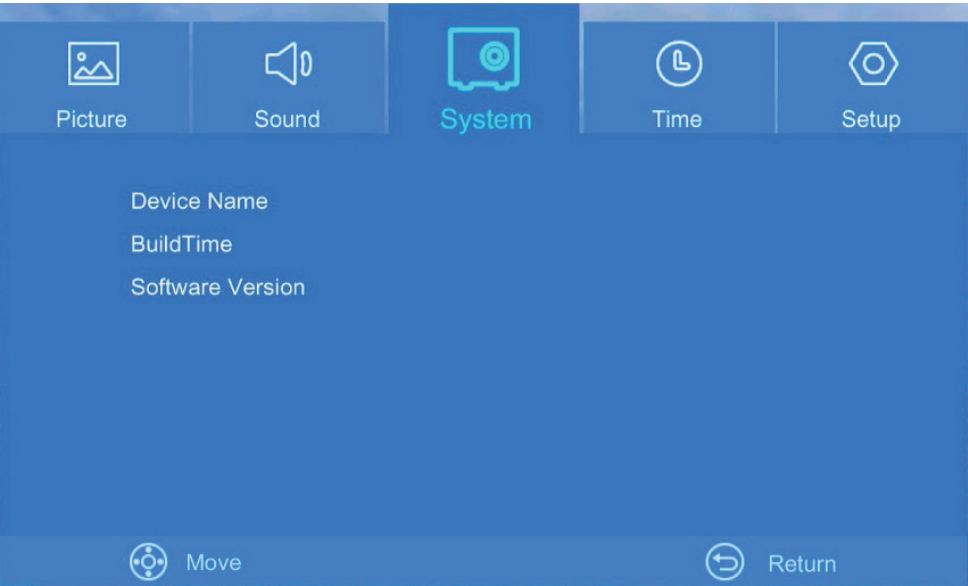 Picture Sound System Time Setup
Device Name
BuildTime
Software Version
Move Return